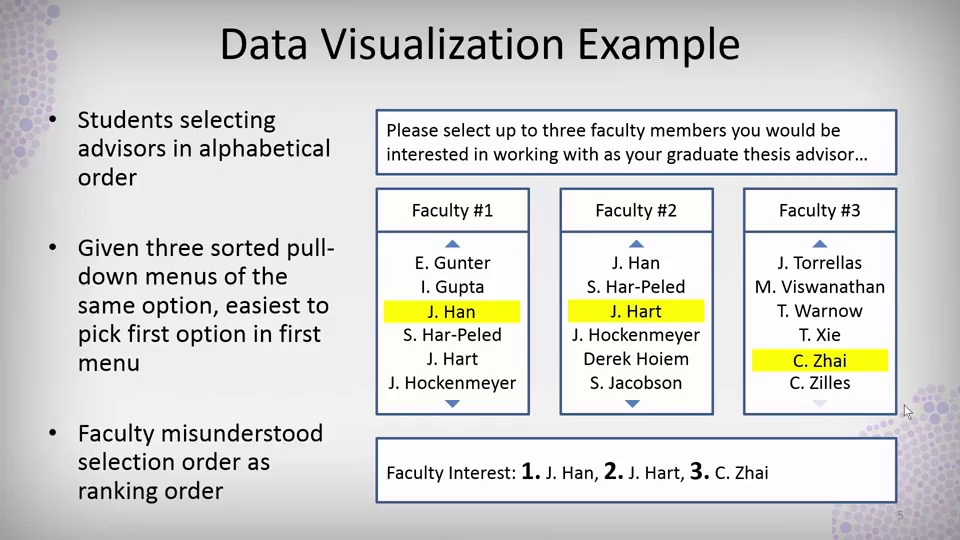 Data Visualization Example
• Students selecting
advisors in alphabetical
order
• Given three sorted pull-
down menus of the
same option, easiest to
pick first option in first
menu
• Faculty misunderstood
selection order as
ranking order
Please select up to three faculty members you would be
interested in working with as your graduate thesis advisor...
Faculty #1
E. Gunter
I. Gupta
J. Han
S. Har-Peled
J. Hart
J. Hockenmeyer
Faculty #2
J. Han
S. Har-Peled
J. Hart
J. Hockenmeyer
Derek Hoiem
S. Jacobson
Faculty #3
J. Torrellas
M. Viswanathan
T. Warnow
T. Xie
C. Zhai
C. Zilles
Faculty Interest: 1. J. Han, 2. J. Hart, 3. C. Zhai
5